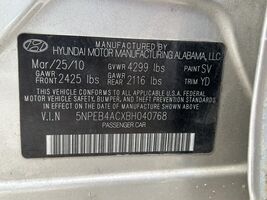 HYUNDAI MOTOR MANUFACTURING ALABAMA, LLC
Mar/25/10 GVWR 4299 lbs PAINT SV
GAWR FRONT 2425 lbs GAWR REAR 2116 lbs TRIM YD
THIS VEHICLE CONFORMS TO ALL APPLICABLE U.S.A. FEDERAL
MOTOR VEHICLE SAFETY, BUMPER, AND THEFT PREVENTION
STANDARDS IN EFFECT ON THE DATE OF MANUFACTURE SHOWN ABOVE.
V.I.N 5NPEB4ACXBH040768
PASSENGER CAR